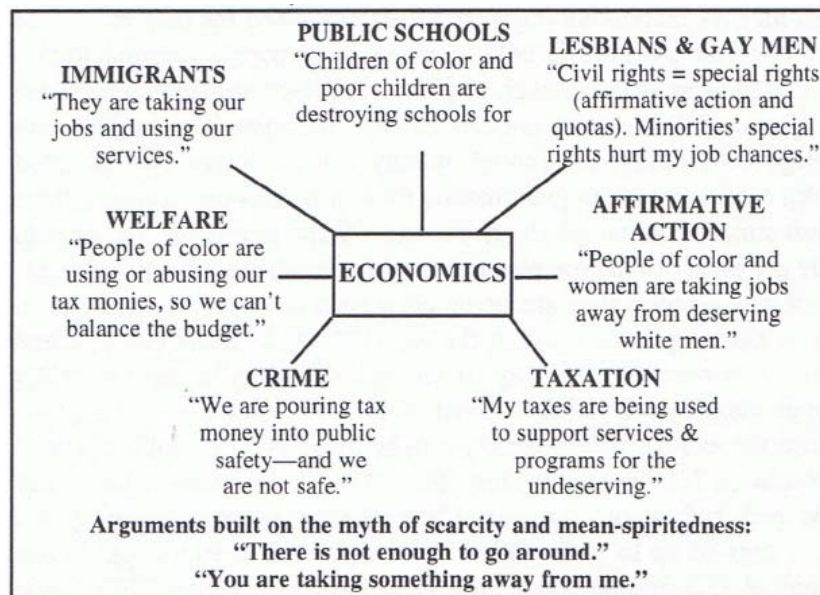 PUBLIC SCHOOLS
“Children of color and
poor children are
destroying schools for
LESBIANS & GAY MEN
“Civil rights = special rights
(affirmative action and
quotas). Minorities’ special
rights hurt my job chances.”
IMMIGRANTS
“They are taking our
jobs and using our
services.”
WELFARE
“People of color are
using or abusing our
tax monies, so we can’t
balance the budget.”
ECONOMICS
AFFIRMATIVE
ACTION
“People of color and
women are taking jobs
away from deserving
white men.”
CRIME
“We are pouring tax
money into public
safety—and we
are not safe.”
TAXATION
“My taxes are being used
to support services &
programs for the
undeserving.”
Arguments built on the myth of scarcity and mean-spiritedness:
“There is not enough to go around.”
“You are taking something away from me.”